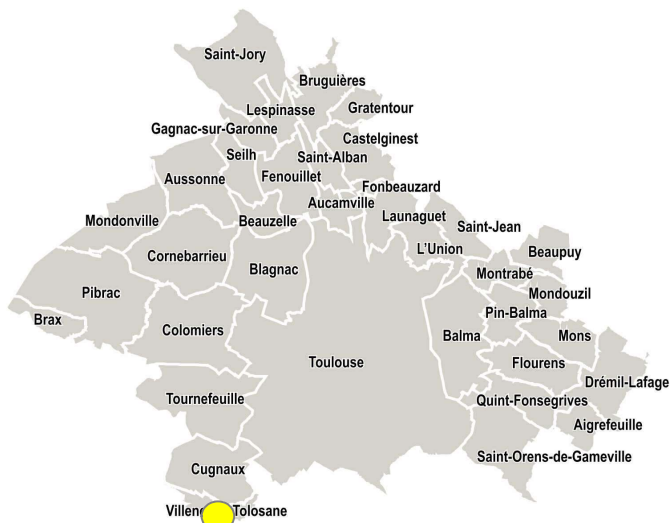 Saint-Jory
Bruguières
Lespinasse
Gratentour
Gagnac-sur-Garonne
Castelginest
Seilh
Saint-Alban
Fenouillet
Aussonne
Fonbeauzard
Aucamville
Launaguet
Mondonville
Beauzelle
Saint-Jean
L'Union
Beaupuy
Cornebarrieu
Blagnac
Montrabé
Pibrac
Mondouzil
Pin-Balma
Brax
Colomiers
Balma
Mons
Toulouse
Flourens
Drémil-Lafage
Tournefeuille
Quint-Fonsegrives
Aigrefeuille
Saint-Orens-de-Gameville
Cugnaux
Tolosane